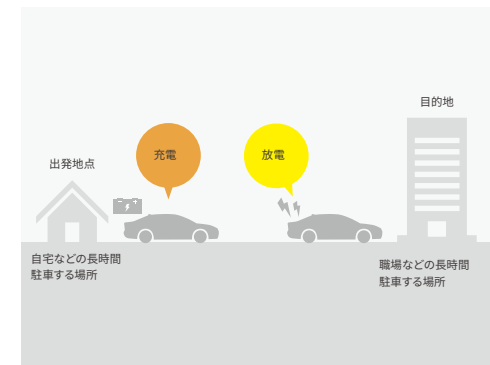 目的地
出発地点
充電
放電
自宅などの長時間
駐車する場所
職場などの長時間
駐車する場所